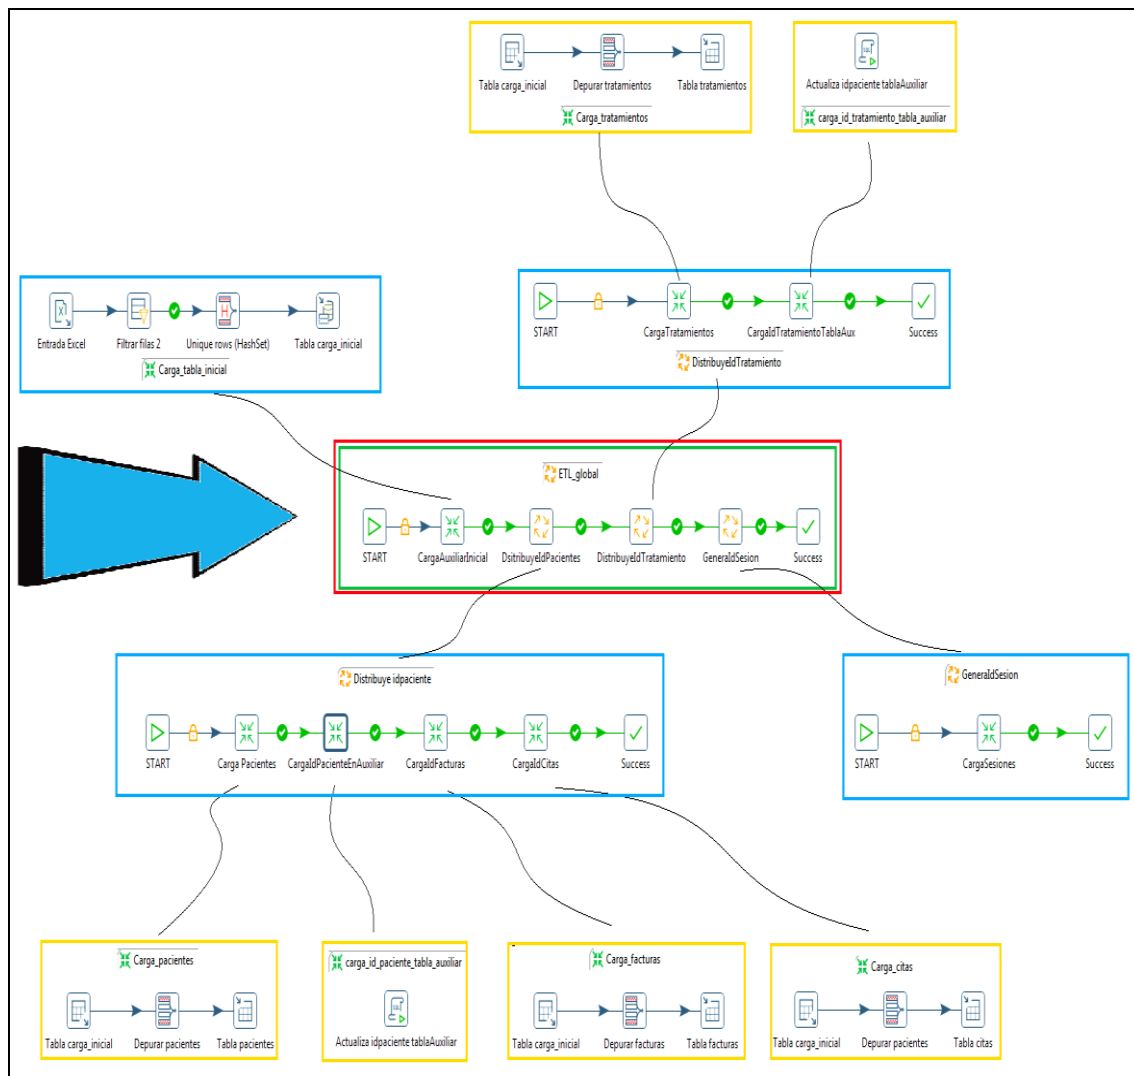 Tabla carga_inicial
Depurar tratamientos
Tabla tratamientos
Carga_tratamientos
Actualiza idpaciente tablaAuxiliar
carga_id_tratamiento_tabla_auxiliar
Entrada Excel
Filtrar filas 2
Unique rows (HashSet)
Tabla carga_inicial
Carga_tabla_inicial
START
CargaTratamientos
CargaIdTratamientoTablaAux
Success
DistribuyeIdTratamiento
ETL_global
START
CargaAuxiliarInicial
DsitribuyeIdPacientes
DistribuyeIdTratamiento
GeneraIdSesion
Success
Distribuye idpaciente
START
Carga Pacientes
CargaIdPacienteEnAuxiliar
CargaIdFacturas
CargaIdCitas
Success
GeneraIdSesion
START
CargaSesiones
Success
Carga_pacientes
Tabla carga_inicial
Depurar pacientes
Tabla pacientes
carga_id_paciente_tabla_auxiliar
Actualiza idpaciente tablaAuxiliar
Carga_facturas
Tabla carga_inicial
Depurar facturas
Tabla facturas
Carga_citas
Tabla carga_inicial
Depurar pacientes
Tabla citas